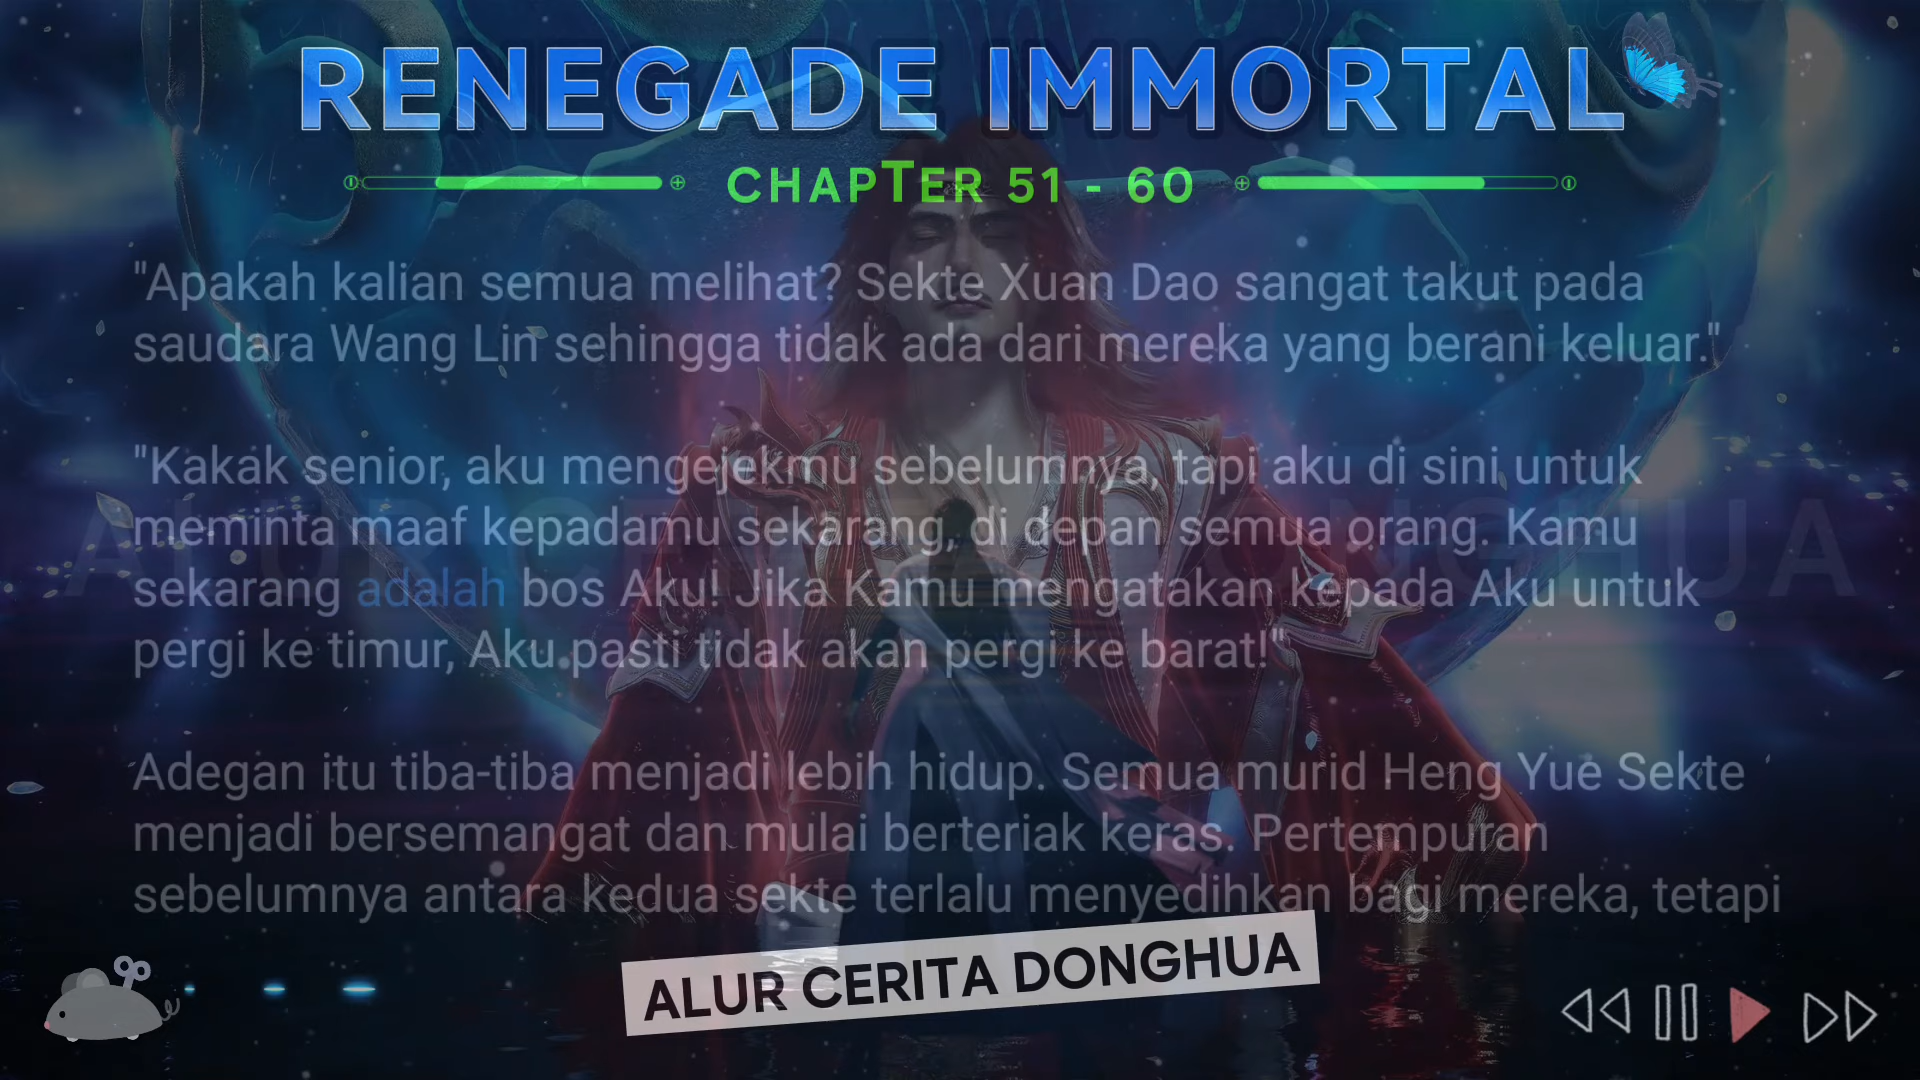 RENEGADE IMMORTAL
CHAPTER 51 - 60
"Apakah kalian semua melihat? Sekte Xuan Dao sangat takut pada
saudara Wang Lin sehingga tidak ada dari mereka yang berani keluar."
"Kakak senior, aku mengejekmu sebelumnya, tapi aku di sini untuk
meminta maaf kepadamu sekarang, di depan semua orang. Kamu
sekarang adalah bos Aku! Jika Kamu mengatakan kepada Aku untuk
pergi ke timur, Aku pasti tidak akan pergi ke barat!"
ALUR CERITA DONGHUA
Adegan itu tiba-tiba menjadi lebih hidup. Semua murid Heng Yue Sekte
menjadi bersemangat dan mulai berteriak keras. Pertempuran
sebelumnya antara kedua sekte terlalu menyedihkan bagi mereka, tetapi
ALUR CERITA DONGHUA